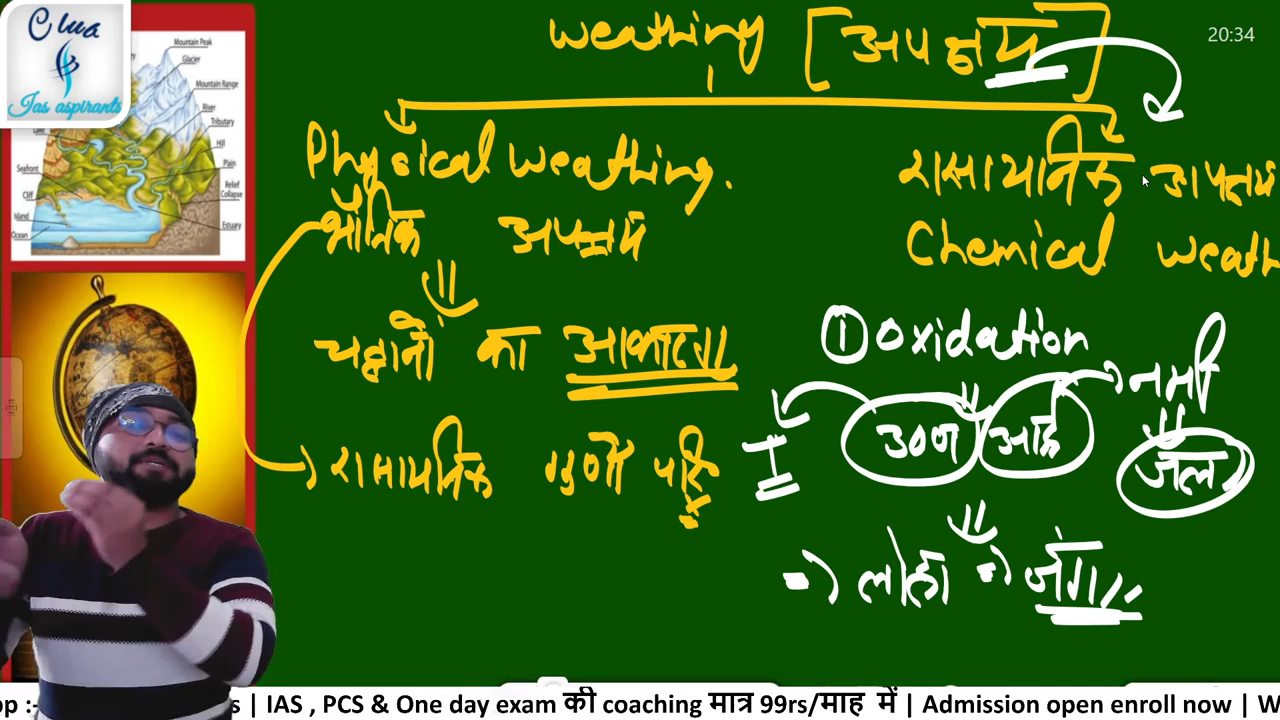 Clua
Ias aspirants
20:34
Mountain Peak
Glacier
Mountain Range
River
Tributary
Hill
Plain
Relief
Collapse
Estuary
Lake
Seafont
Cliff
Island
Ocean
weathing [अपक्षय]
Physical weathing.
भौतिक अपक्षय
चट्टानों का आकार
रासायनिक गुणों परि
रासायनिक अपक्षय
Chemical weath
① Oxidation
उष्ण आर्द्र
नमी
जल
लोहा जंग
| IAS , PCS & One day exam की coaching मात्र 99rs/माह में | Admission open enroll now | W